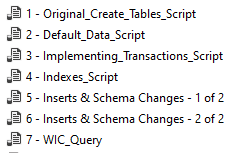 1 - Original_Create_Tables_Script
2 - Default_Data_Script
3 - Implementing_Transactions_Script
4 - Indexes_Script
5 - Inserts & Schema Changes - 1 of 2
6 - Inserts & Schema Changes - 2 of 2
7 - WIC_Query